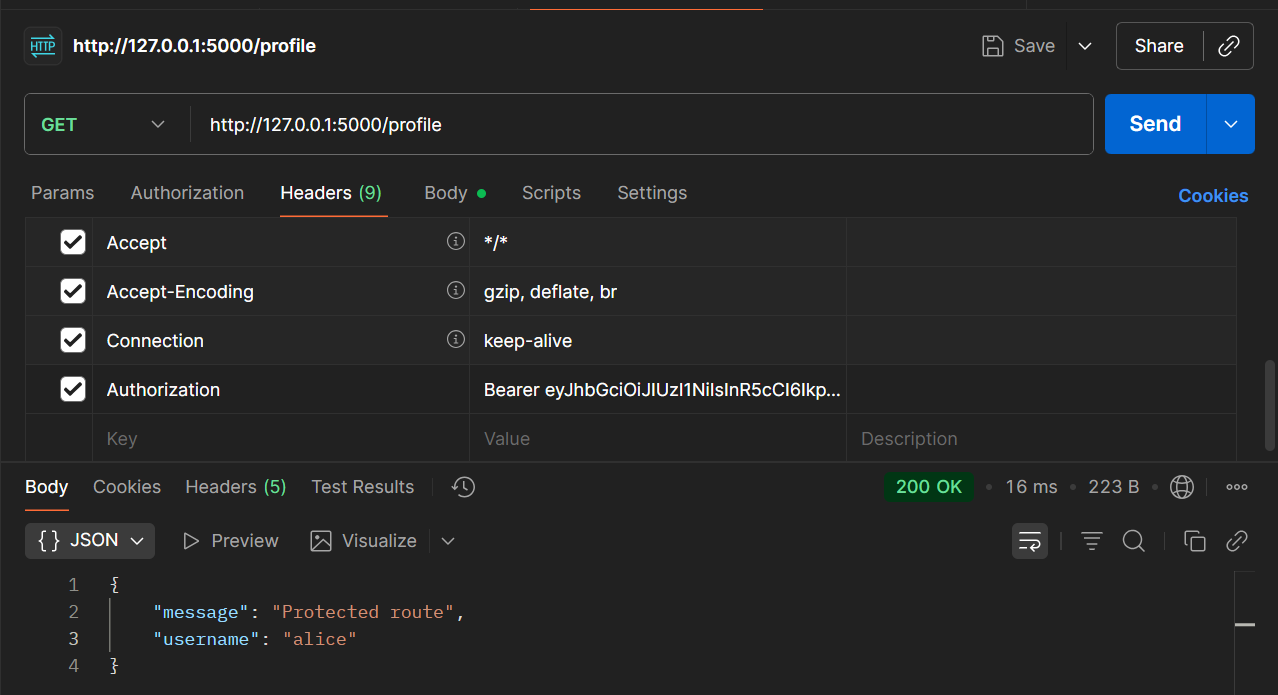 HTTP http://127.0.0.1:5000/profile Save Share
GET http://127.0.0.1:5000/profile Send
Params Authorization Headers (9) Body Scripts Settings Cookies
Accept */*
Accept-Encoding gzip, deflate, br
Connection keep-alive
Authorization Bearer eyJhbGciOiJIUzI1NiIsInR5cCI6Ikp...
Key Value Description
Body Cookies Headers (5) Test Results 200 OK • 16 ms • 223 B •
{} JSON Preview Visualize
1 {
2 "message": "Protected route",
3 "username": "alice"
4 }